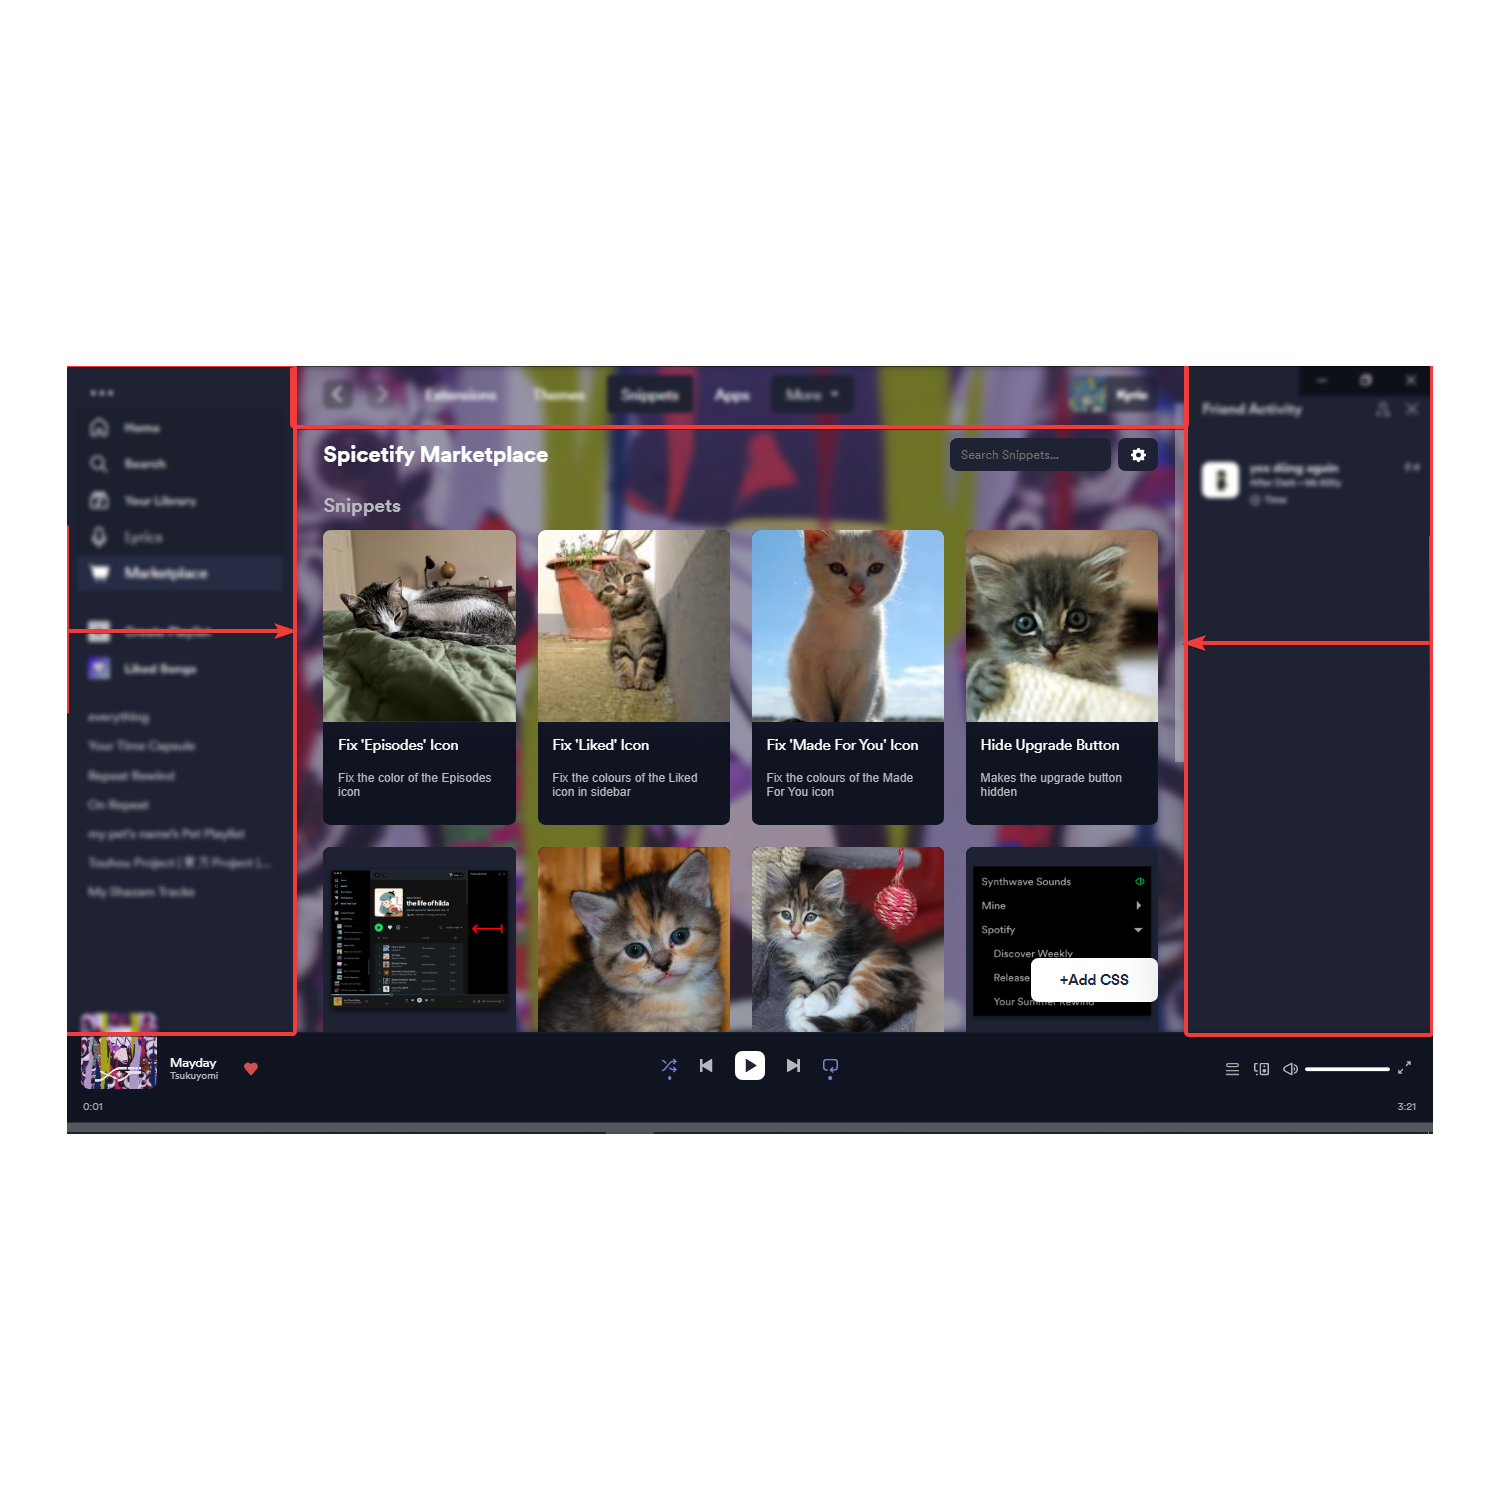 Extensions
Themes
Snippets
Apps
More
Kyrie
Home
Search
Your Library
Lyrics
Marketplace
Create Playlist
Liked Songs
everything
Your Time Capsule
Repeat Rewind
On Repeat
my pet's name's Pet Playlist
My Shazam Tracks
Spicetify Marketplace
Search Snippets...
Snippets
Fix 'Episodes' Icon
Fix the color of the Episodes
icon
Fix 'Liked' Icon
Fix the colours of the Liked
icon in sidebar
Fix 'Made For You' Icon
Fix the colours of the Made
For You icon
Hide Upgrade Button
Makes the upgrade button
hidden
the life of hilda
Synthwave Sounds
Mine
Spotify
Discover Weekly
Release
Your Summer Rewind
+Add CSS
Friend Activity
Mayday
Tsukuyomi
0:01
3:21